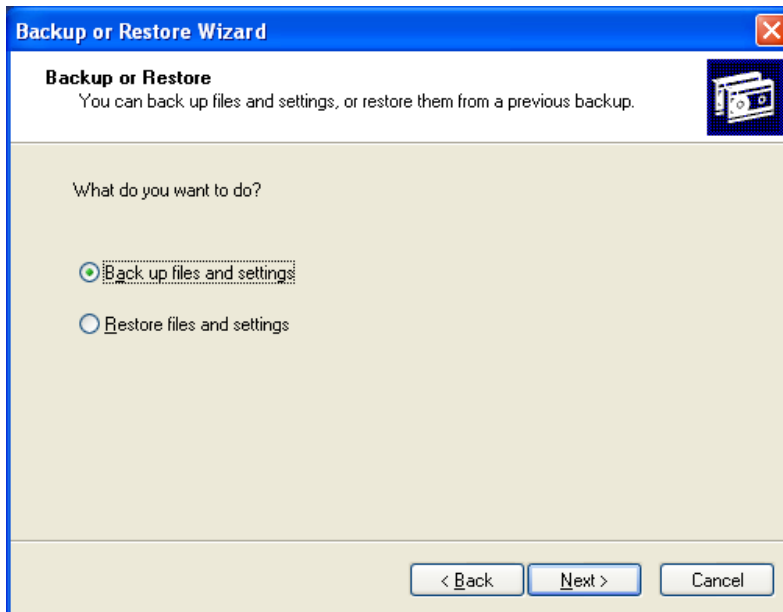 Backup or Restore Wizard
Backup or Restore
You can back up files and settings, or restore them from a previous backup.
What do you want to do?
Back up files and settings
Restore files and settings
< Back Next > Cancel